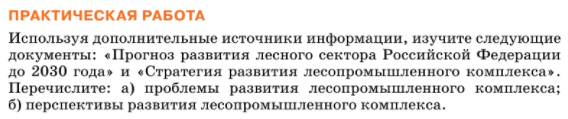 ПРАКТИЧЕСКАЯ РАБОТА
Используя дополнительные источники информации, изучите следующие
документы: «Прогноз развития лесного сектора Российской Федерации
до 2030 года» и «Стратегия развития лесопромышленного комплекса».
Перечислите: а) проблемы развития лесопромышленного комплекса;
б) перспективы развития лесопромышленного комплекса.